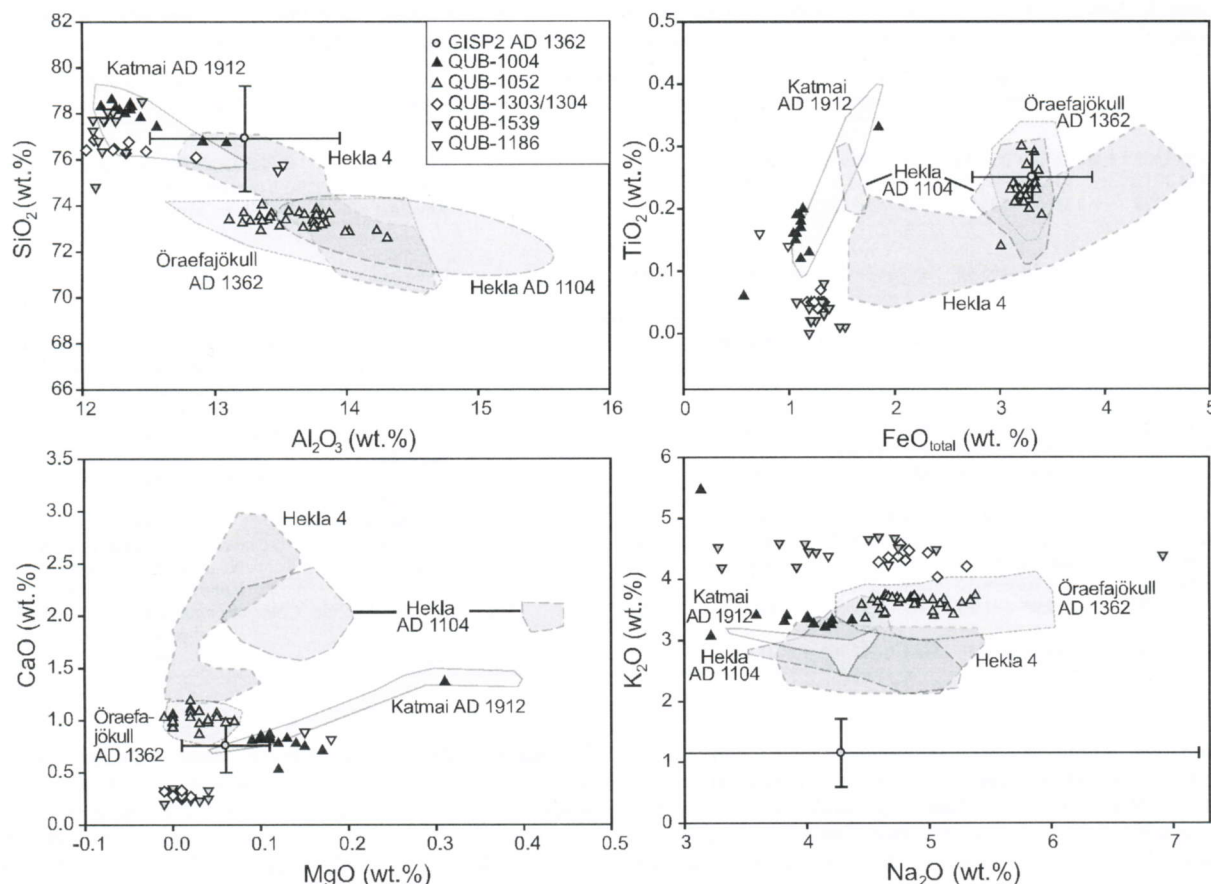 82
80
78
76
74
72
70
68
66
SiO₂ (wt.%)
12
13
14
15
16
Al₂O₃ (wt.%)
Katmai AD 1912
Hekla 4
Öraefajökull
AD 1362
Hekla AD 1104
GISP2 AD 1362
QUB-1004
QUB-1052
QUB-1303/1304
QUB-1539
QUB-1186
0.5
0.4
0.3
0.2
0.1
0.0
TiO₂ (wt.%)
0
1
2
3
4
5
FeO total (wt. %)
Katmai
AD 1912
Öraefajökull
AD 1362
Hekla
AD 1104
Hekla 4
3.5
3.0
2.5
2.0
1.5
1.0
0.5
0.0
CaO (wt.%)
-0.1
0.0
0.1
0.2
0.3
0.4
0.5
MgO (wt.%)
Hekla 4
Hekla
AD 1104
Katmai AD 1912
Öraefa-
jökull
AD 1362
6
5
4
3
2
1
0
K₂O (wt.%)
3
4
5
6
7
Na₂O (wt.%)
Katmai
AD 1912
Öraefajökull
AD 1362
Hekla
AD 1104
Hekla 4